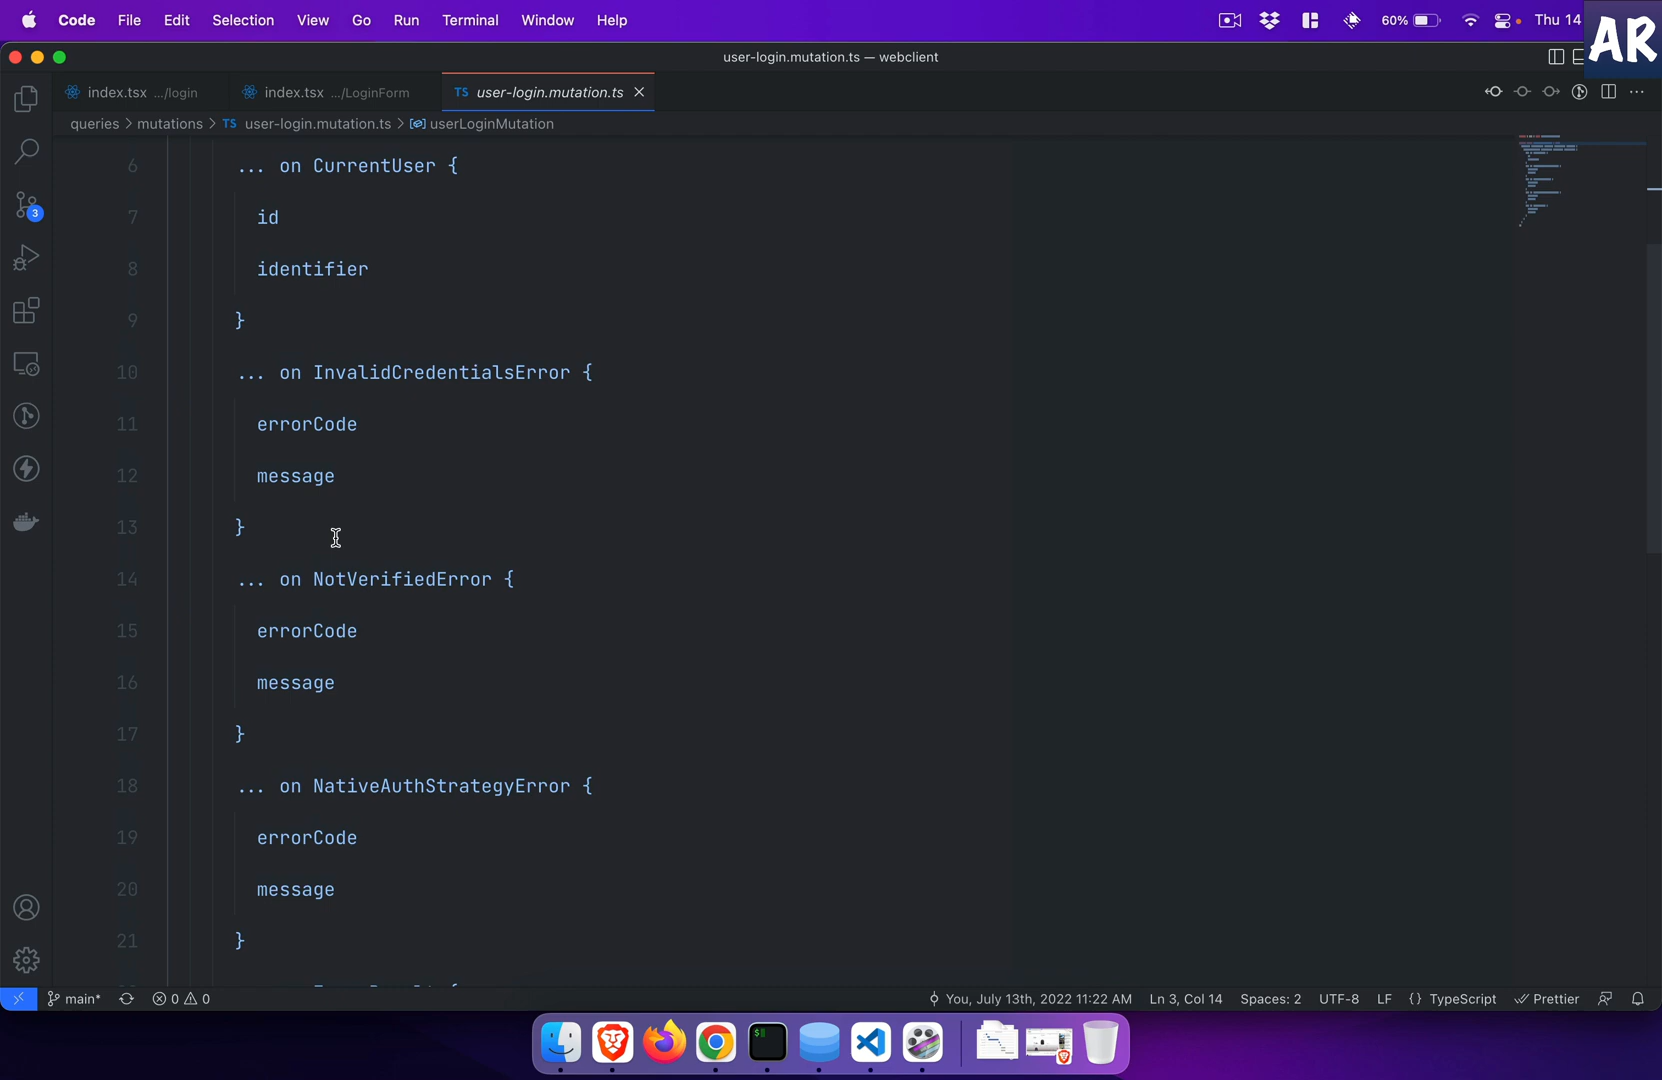 Code File Edit Selection View Go Run Terminal Window Help 60% Thu 14
AR
user-login.mutation.ts — webclient
index.tsx .../login index.tsx .../LoginForm TS user-login.mutation.ts
queries > mutations > TS user-login.mutation.ts > userLoginMutation
6 ... on CurrentUser {
7 id
8 identifier
9 }
10 ... on InvalidCredentialsError {
11 errorCode
12 message
13 }
14 ... on NotVerifiedError {
15 errorCode
16 message
17 }
18 ... on NativeAuthStrategyError {
19 errorCode
20 message
21 }
3
main* 0 0 You, July 13th, 2022 11:22 AM Ln 3, Col 14 Spaces: 2 UTF-8 LF {} TypeScript Prettier
$